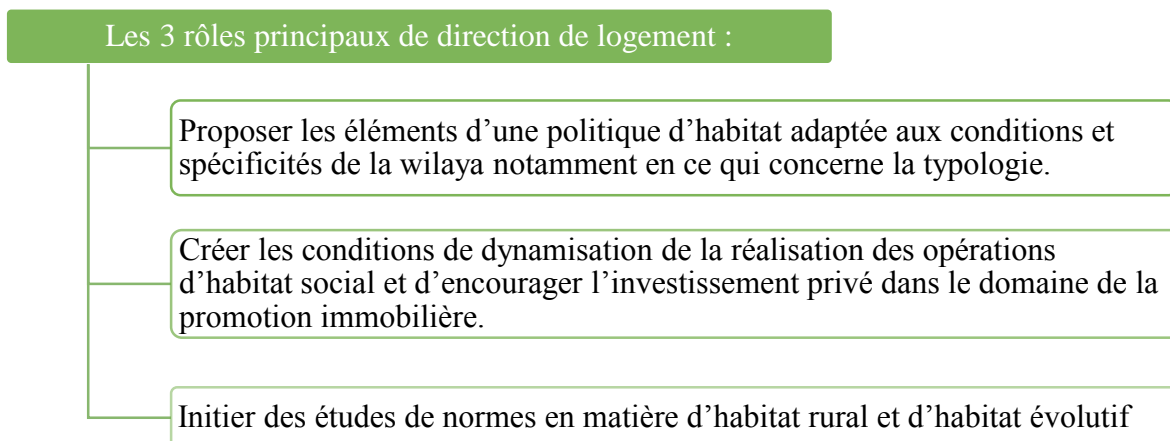 Les 3 rôles principaux de direction de logement :
Proposer les éléments d’une politique d’habitat adaptée aux conditions et
spécificités de la wilaya notamment en ce qui concerne la typologie.
Créer les conditions de dynamisation de la réalisation des opérations
d’habitat social et d’encourager l’investissement privé dans le domaine de la
promotion immobilière.
Initier des études de normes en matière d’habitat rural et d’habitat évolutif